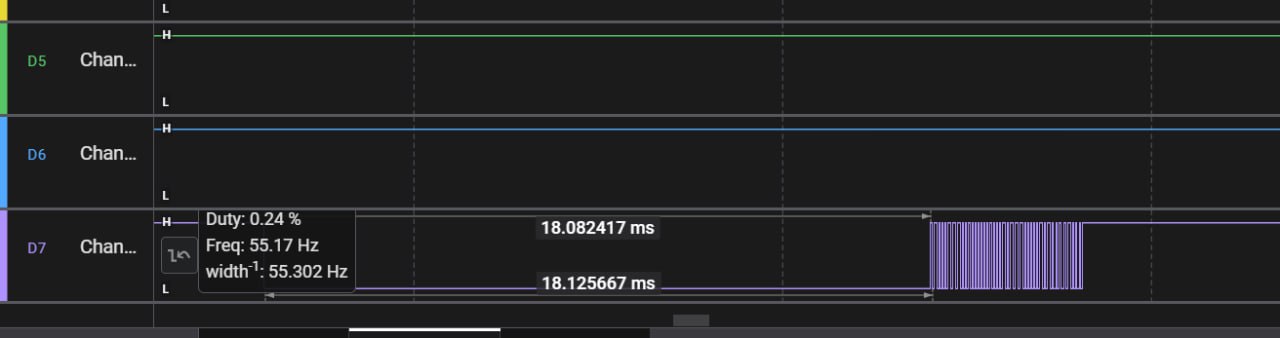 L
D5 Chan...
H
L
D6 Chan...
H
L
D7 Chan...
H
L
Duty: 0.24 %
Freq: 55.17 Hz
width-1: 55.302 Hz
18.082417 ms
18.125667 ms